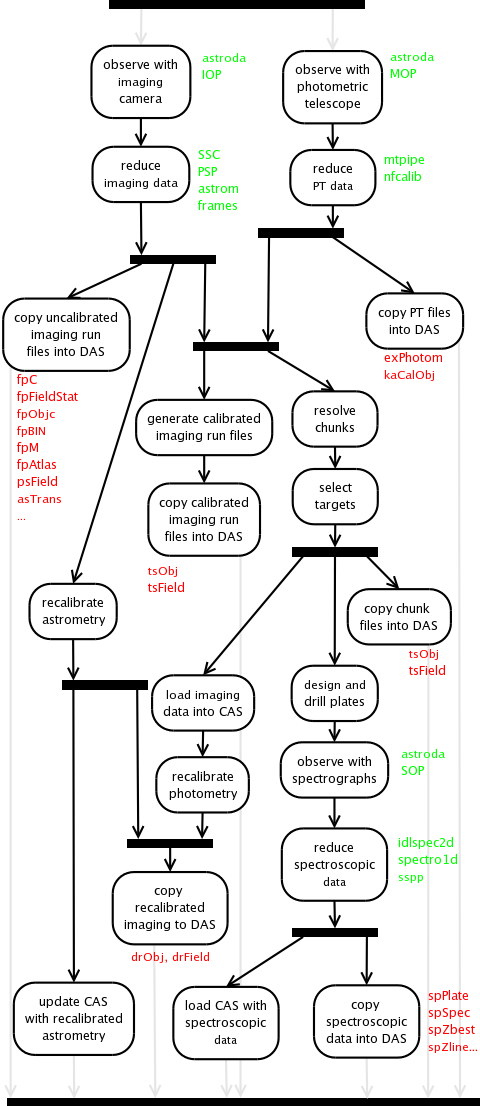 observe with
imaging
camera
astroda
IOP
observe with
photometric
telescope
astroda
MOP
reduce
imaging data
SSC
PSP
astrom
frames
reduce
PT data
mtpipe
nfcalib
copy uncalibrated
imaging run
files into DAS
fpC
fpFieldStat
fpObjc
fpBIN
fpM
fpAtlas
psField
asTrans
...
copy PT files
into DAS
exPhotom
kaCalObj
generate calibrated
imaging run files
resolve
chunks
copy calibrated
imaging run
files into DAS
tsObj
tsField
select
targets
recalibrate
astrometry
copy chunk
files into DAS
tsObj
tsField
load imaging
data into CAS
design and
drill plates
recalibrate
photometry
observe with
spectrographs
astroda
SOP
reduce
spectroscopic
data
idlspec2d
spectro1d
sspp
copy
recalibrated
imaging to DAS
drObj, drField
update CAS
with recalibrated
astrometry
load CAS with
spectroscopic
data
copy
spectroscopic
data into DAS
spPlate
spSpec
spZbest
spZline...